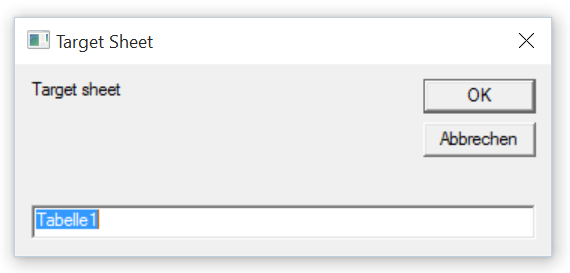 Target Sheet
Target sheet
OK
Abbrechen
Tabelle1